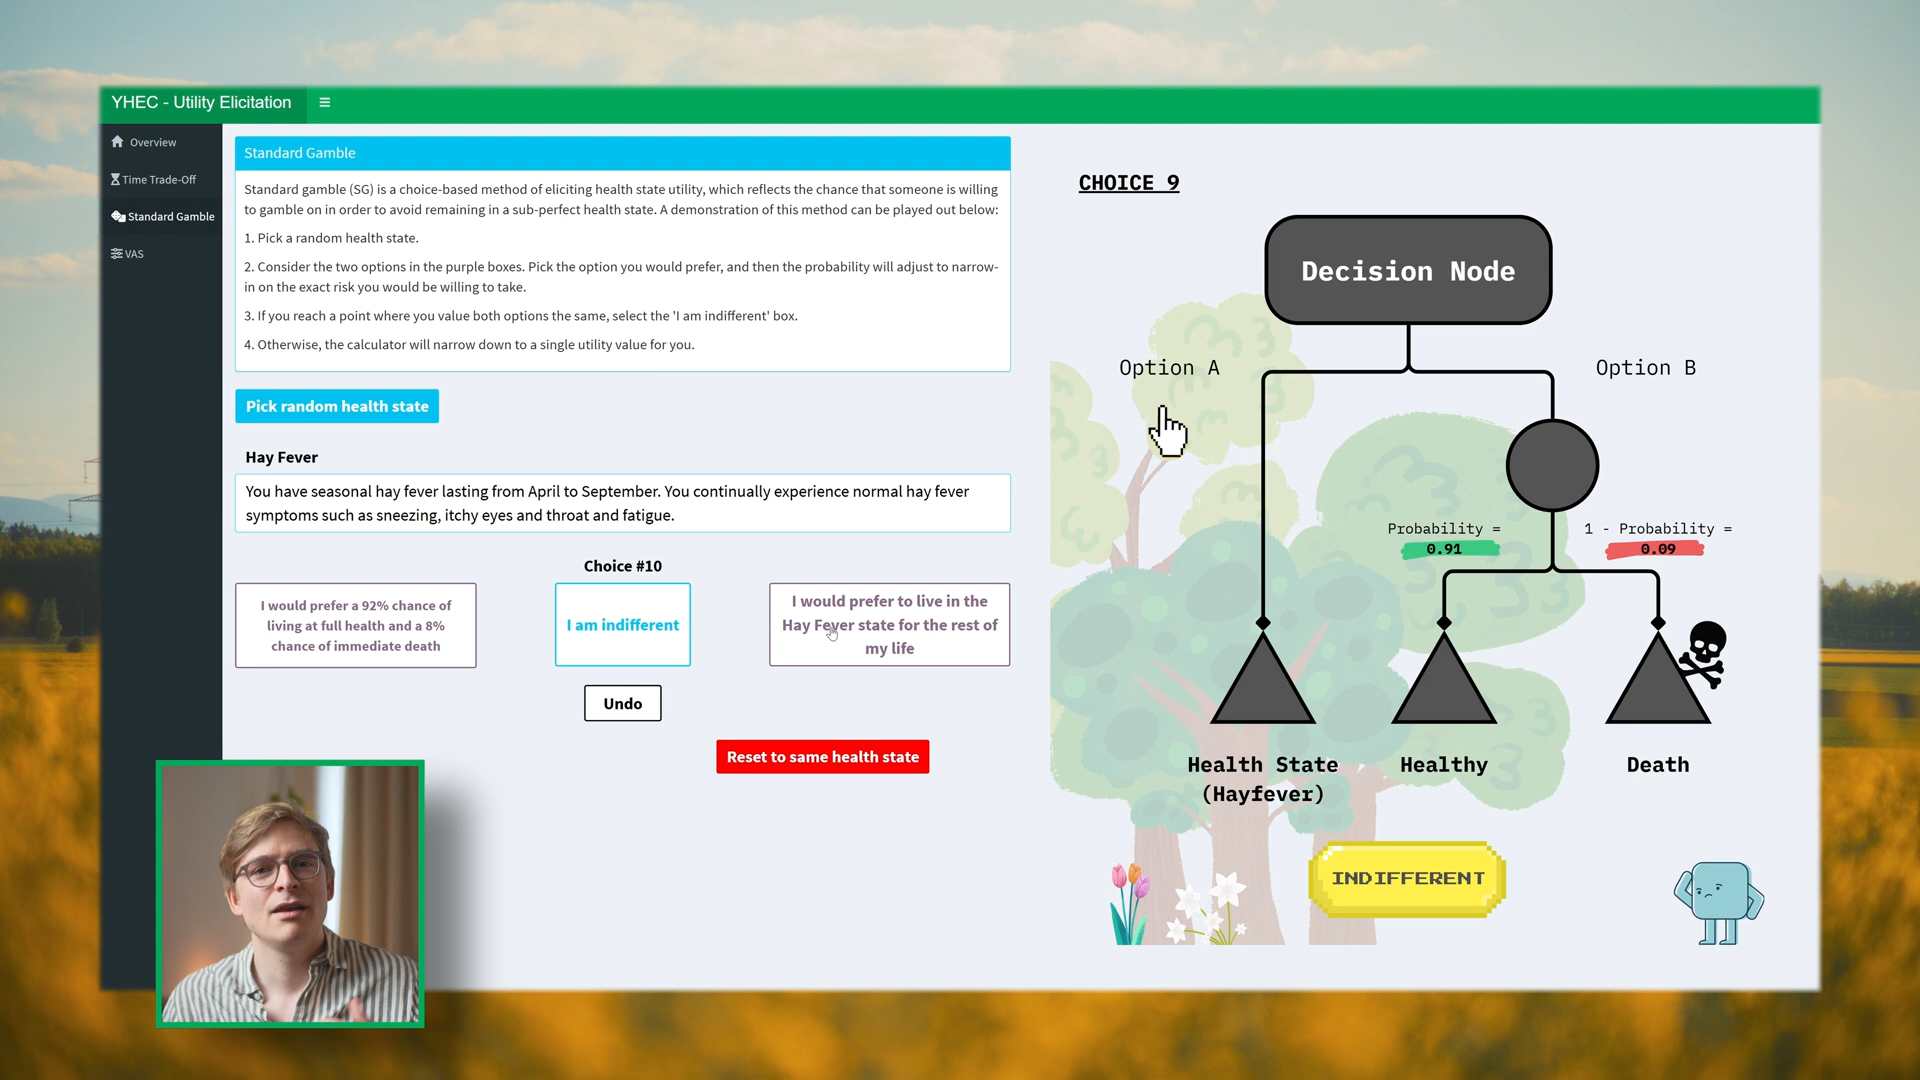 YHEC - Utility Elicitation
Overview
Time Trade-Off
Standard Gamble
VAS
Standard Gamble
Standard gamble (SG) is a choice-based method of eliciting health state utility, which reflects the chance that someone is willing
to gamble on in order to avoid remaining in a sub-perfect health state. A demonstration of this method can be played out below:
1. Pick a random health state.
2. Consider the two options in the purple boxes. Pick the option you would prefer, and then the probability will adjust to narrow-
in on the exact risk you would be willing to take.
3. If you reach a point where you value both options the same, select the 'I am indifferent' box.
4. Otherwise, the calculator will narrow down to a single utility value for you.
Pick random health state
Hay Fever
You have seasonal hay fever lasting from April to September. You continually experience normal hay fever
symptoms such as sneezing, itchy eyes and throat and fatigue.
Choice #10
I would prefer a 92% chance of
living at full health and a 8%
chance of immediate death
I am indifferent
I would prefer to live in the
Hay Fever state for the rest of
my life
Undo
Reset to same health state
CHOICE 9
Decision Node
Option A
Option B
Probability =
0.91
1 - Probability =
0.09
Health State
(Hayfever)
Healthy
Death
INDIFFERENT